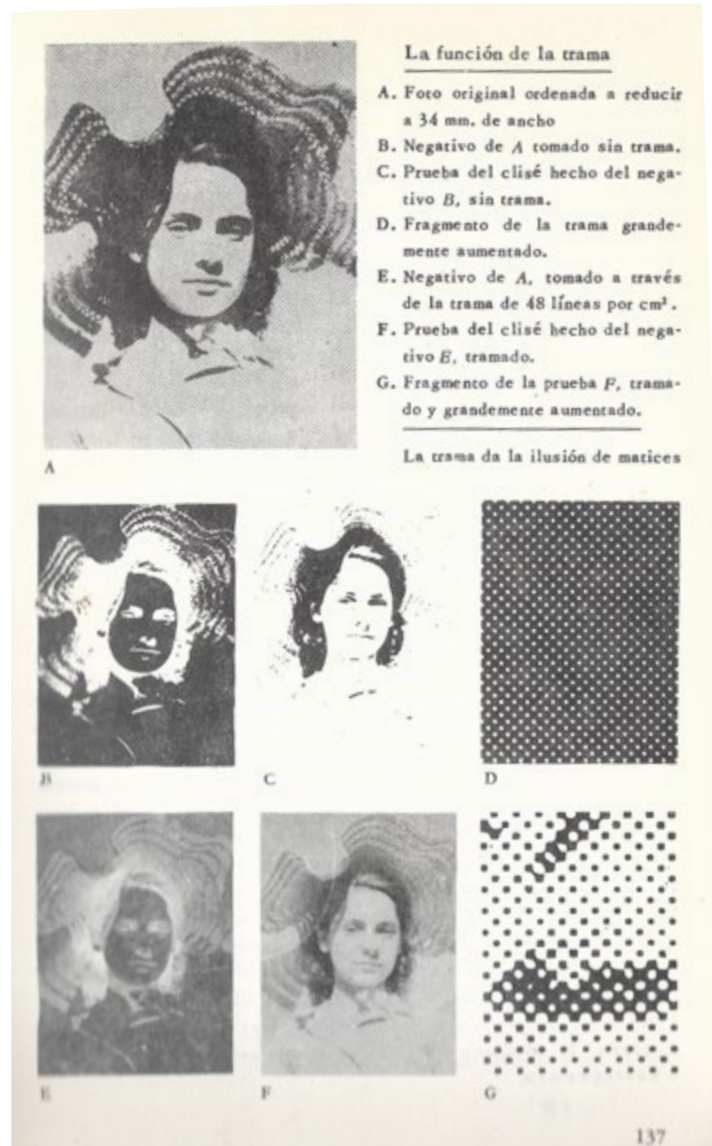 La función de la trama
A. Foto original ordenada a reducir
a 34 mm. de ancho
B. Negativo de A tomado sin trama.
C. Prueba del clisé hecho del nega-
tivo B, sin trama.
D. Fragmento de la trama grande-
mente aumentado.
E. Negativo de A, tomado a través
de la trama de 48 líneas por cm².
F. Prueba del clisé hecho del nega-
tivo E, tramado.
G. Fragmento de la prueba F, trama-
do y grandemente aumentado.
La trama da la ilusión de matices
A
B
C
D
E
F
G
137